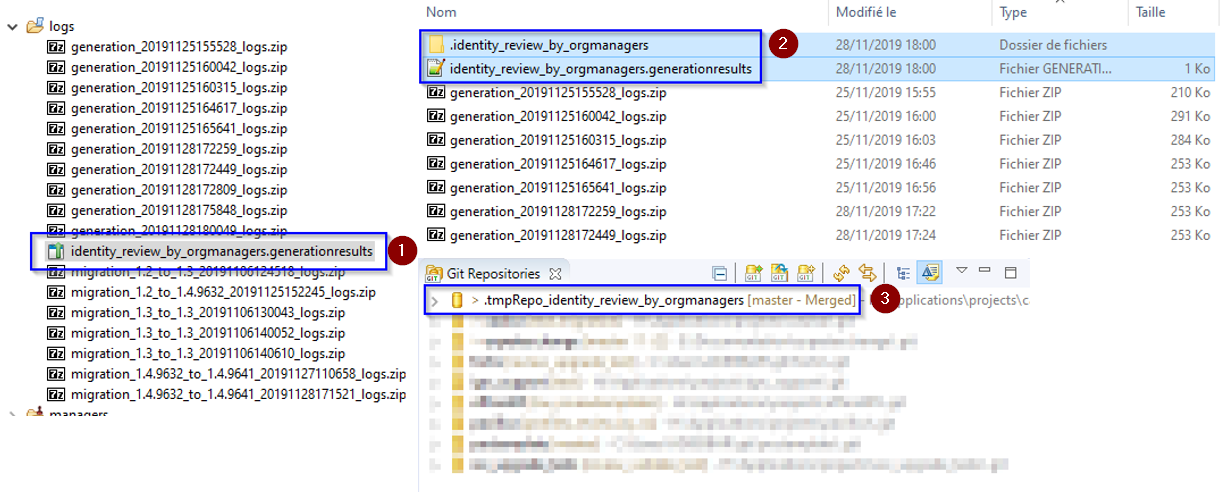 logs
generation_20191125155528_logs.zip
generation_20191125160042_logs.zip
generation_20191125160315_logs.zip
generation_20191125164617_logs.zip
generation_20191125165641_logs.zip
generation_20191128172259_logs.zip
generation_20191128172449_logs.zip
generation_20191128172809_logs.zip
generation_20191128175848_logs.zip
generation_20191128180049_logs.zip
identity_review_by_orgmanagers.generationresults 1
migration_1.2_to_1.3_20191106124518_logs.zip
migration_1.2_to_1.4.9632_20191125152245_logs.zip
migration_1.3_to_1.3_20191106130043_logs.zip
migration_1.3_to_1.3_20191106140052_logs.zip
migration_1.3_to_1.3_20191106140610_logs.zip
migration_1.4.9632_to_1.4.9641_20191127110658_logs.zip
migration_1.4.9632_to_1.4.9641_20191128171521_logs.zip
managers
Nom Modifié le Type Taille
.identity_review_by_orgmanagers 2 28/11/2019 18:00 Dossier de fichiers
identity_review_by_orgmanagers.generationresults 28/11/2019 18:00 Fichier GENERATI... 1 Ko
generation_20191125155528_logs.zip 25/11/2019 15:55 Fichier ZIP 210 Ko
generation_20191125160042_logs.zip 25/11/2019 16:00 Fichier ZIP 291 Ko
generation_20191125160315_logs.zip 25/11/2019 16:03 Fichier ZIP 284 Ko
generation_20191125164617_logs.zip 25/11/2019 16:46 Fichier ZIP 253 Ko
generation_20191125165641_logs.zip 25/11/2019 16:56 Fichier ZIP 253 Ko
generation_20191128172259_logs.zip 28/11/2019 17:22 Fichier ZIP 253 Ko
generation_20191128172449_logs.zip 28/11/2019 17:24 Fichier ZIP 253 Ko
Git Repositories
> .tmpRepo_identity_review_by_orgmanagers [master - Merged] - 3 applications\projects\c